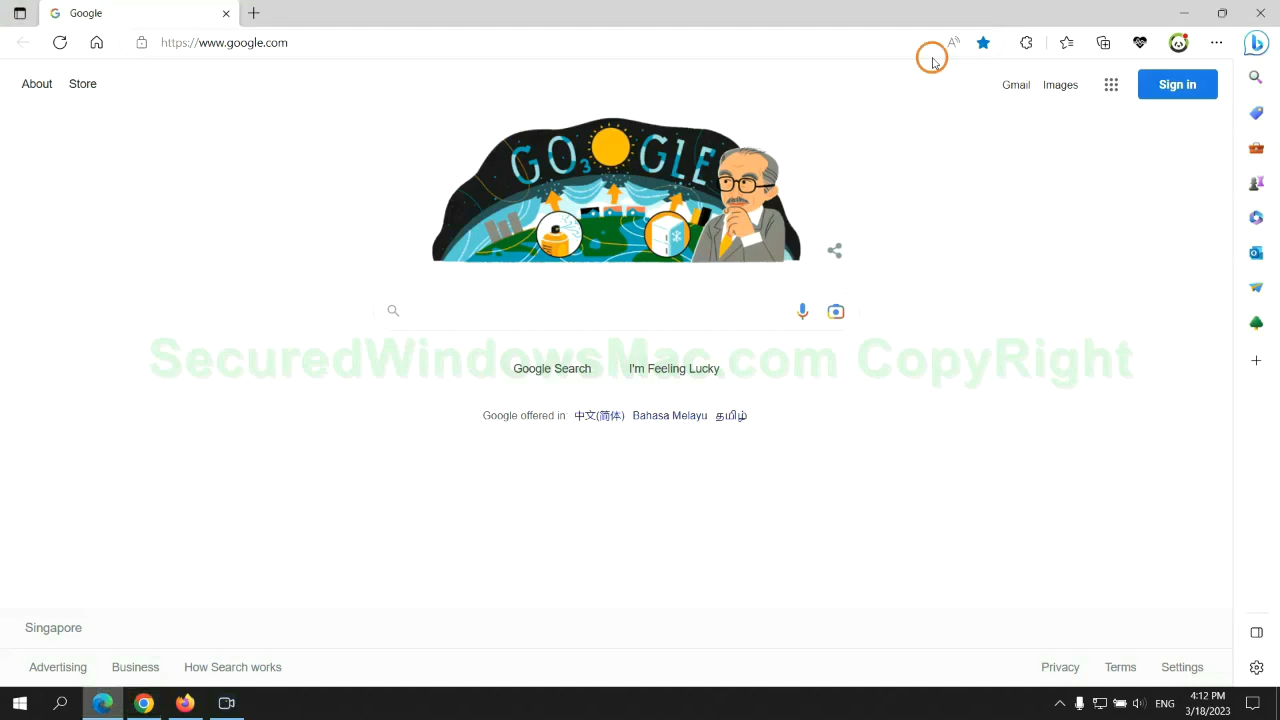 Google
https://www.google.com
About Store
Gmail Images Sign in
GO3GLE
SecuredWindowsMac.com CopyRight
Google Search I'm Feeling Lucky
Google offered in: 中文(简体) Bahasa Melayu தமிழ்
Singapore
Advertising Business How Search works
Privacy Terms Settings
ENG
4:12 PM
3/18/2023